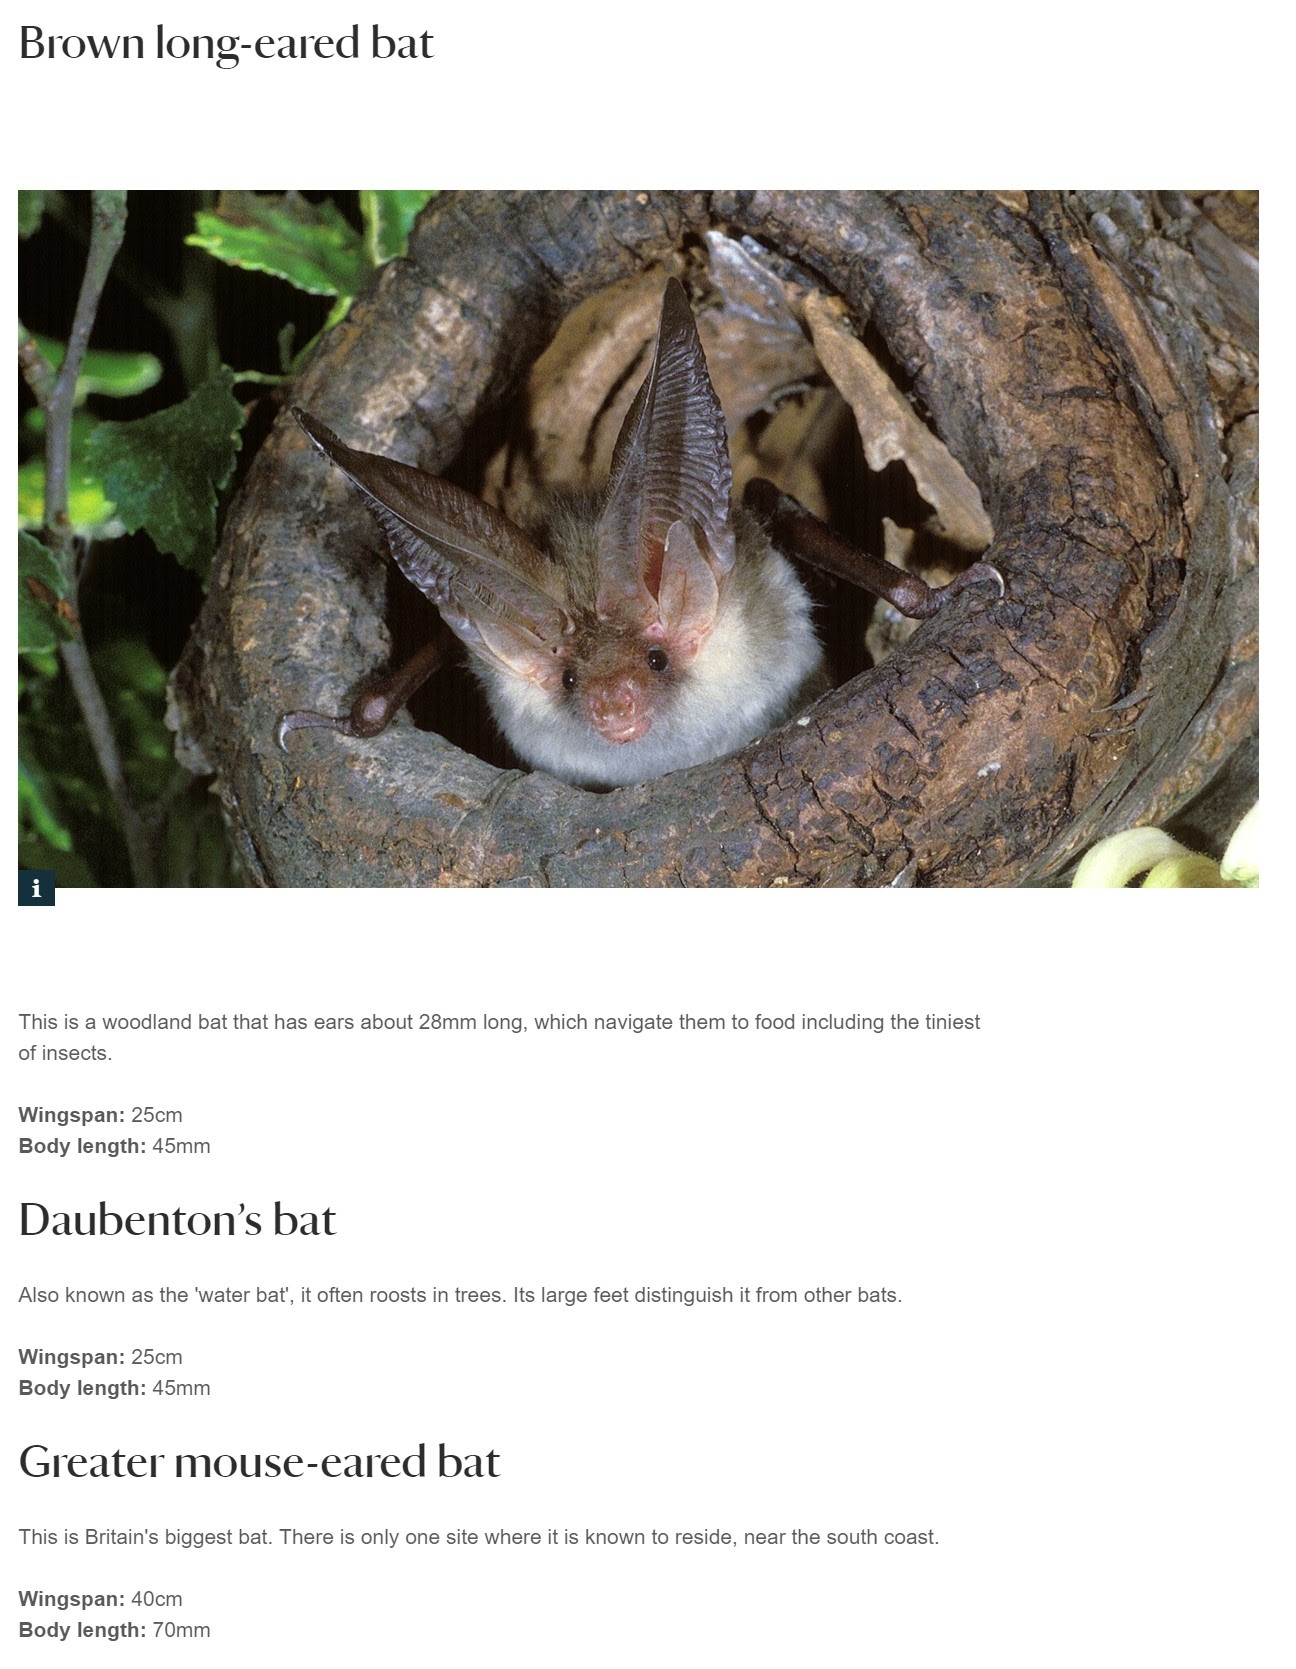 Brown long-eared bat
i
This is a woodland bat that has ears about 28mm long, which navigate them to food including the tiniest
of insects.
Wingspan: 25cm
Body length: 45mm
Daubenton’s bat
Also known as the 'water bat', it often roosts in trees. Its large feet distinguish it from other bats.
Wingspan: 25cm
Body length: 45mm
Greater mouse-eared bat
This is Britain's biggest bat. There is only one site where it is known to reside, near the south coast.
Wingspan: 40cm
Body length: 70mm